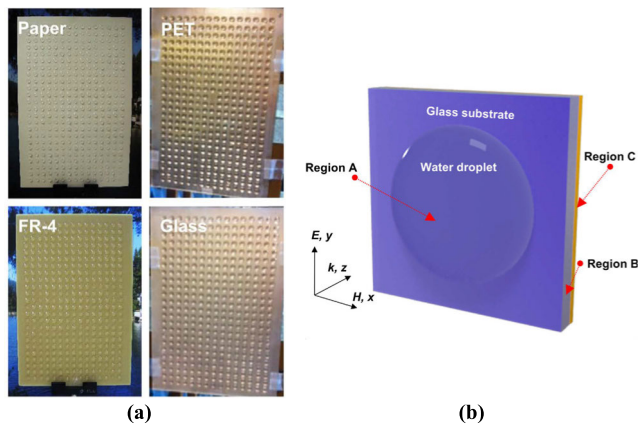 Paper
PET
FR-4
Glass
(a)
Glass substrate
Region A
Water droplet
Region C
Region B
E, y
k, z
H, x
(b)